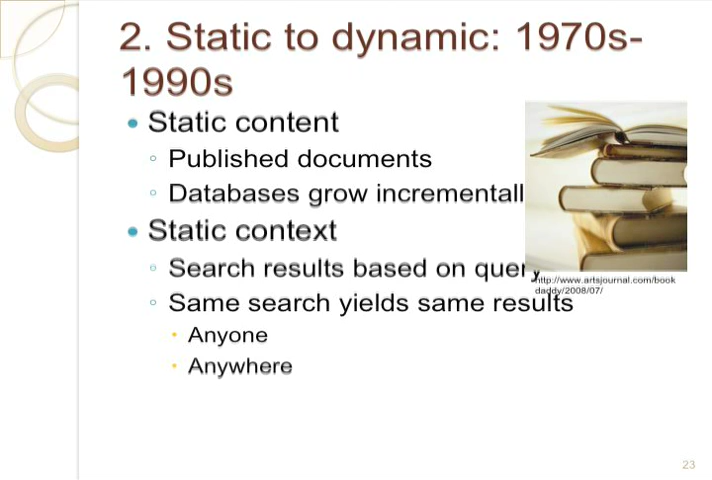 2. Static to dynamic: 1970s-
1990s
Static content
Published documents
Databases grow incrementall
Static context
Search results based on query
http://www.artsjournal.com/book
daddy/2008/07/
Same search yields same results
Anyone
Anywhere
23